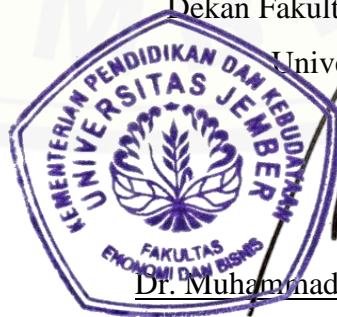 Dekan Fakult
Unive
KEMENTERIAN PENDIDIKAN DAN KEBUDAYAAN
UNIVERSITAS JEMBER
FAKULTAS
EKONOMI DAN BISNIS
Dr. Muhammad